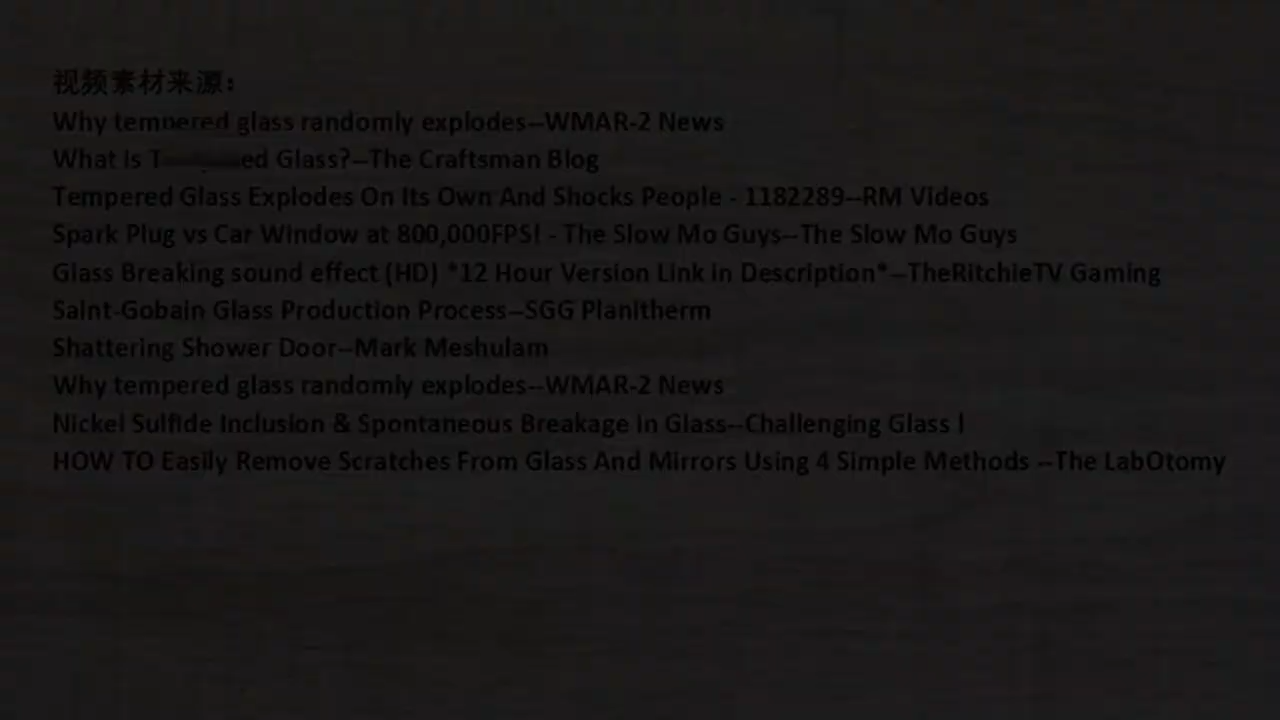 视频素材来源：
Why tempered glass randomly explodes--WMAR-2 News
What is Glass?--The Craftsman Blog
Tempered Glass Explodes On Its Own And Shocks People - 1182289--RM Videos
Spark Plug vs Car Window at 800,000FPS! - The Slow Mo Guys--The Slow Mo Guys
Glass Breaking sound effect (HD) *12 Hour Version Link in Description*--TheRitchieTV Gaming
Saint-Gobain Glass Production Process--SGG Planitherm
Shattering Shower Door--Mark Meshulam
Why tempered glass randomly explodes--WMAR-2 News
Nickel Sulfide Inclusion & Spontaneous Breakage in Glass--Challenging Glass I
HOW TO Easily Remove Scratches From Glass And Mirrors Using 4 Simple Methods --The LabOtomy